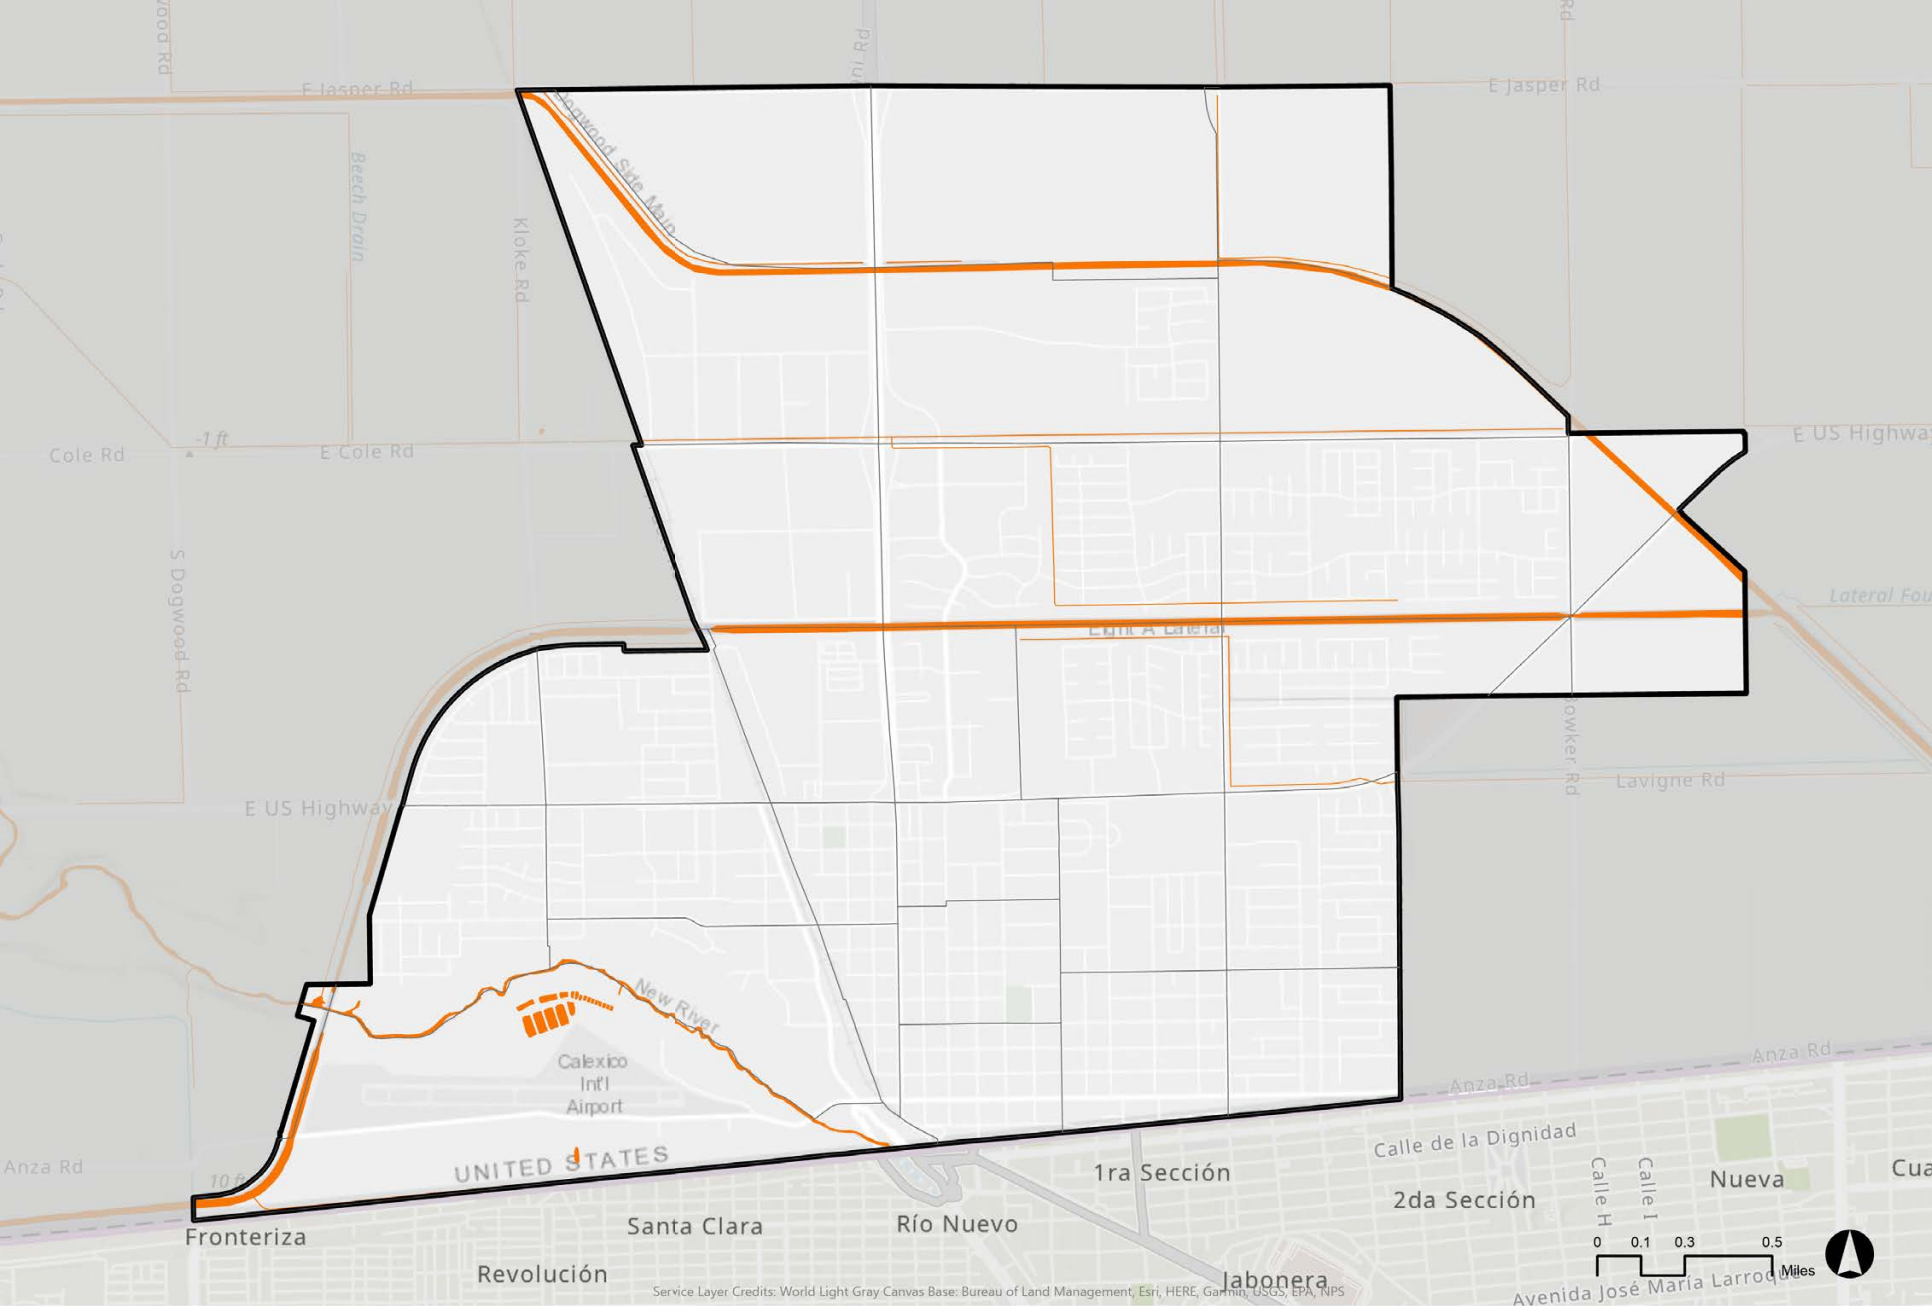 E Jasper Rd
E Jasper Rd
Dogwood Side Main
Beech Drain
Kloke Rd
-1 ft
Cole Rd
E Cole Rd
E US Highway
S Dogwood Rd
Lateral Fou
Eight A Lateral
Bowker Rd
Lavigne Rd
E US Highway
New River
Calexico
Int'l
Airport
Anza Rd
Anza Rd
Anza Rd
10 ft
UNITED STATES
Calle de la Dignidad
1ra Sección
2da Sección
Calle H
Calle I
Nueva
Cua
Fronteriza
Santa Clara
Río Nuevo
Revolución
Jabonera
0 0.1 0.3 0.5
Miles
Avenida José María Larroque
Service Layer Credits: World Light Gray Canvas Base: Bureau of Land Management, Esri, HERE, Garmin, USGS, EPA, NPS